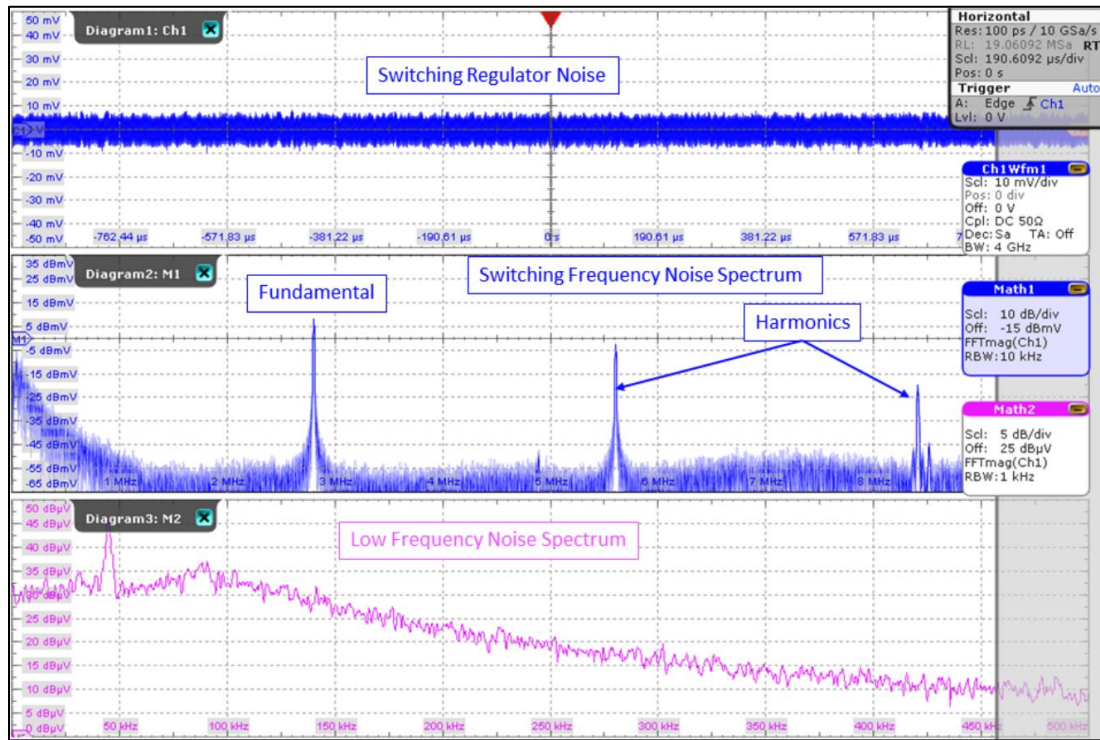 50 mV
Diagram1: Ch1
40 mV
30 mV
20 mV
10 mV
-10 mV
-20 mV
-30 mV
-40 mV
-50 mV
Switching Regulator Noise
-762.44 µs
-571.83 µs
-381.22 µs
-190.61 µs
0 s
190.61 µs
381.22 µs
571.83 µs
Horizontal
Res: 100 ps / 10 GSa/s
RL: 19.06092 MSa RT
Scl: 190.6092 µs/div
Pos: 0 s
Trigger Auto
A: Edge Ch1
Lvl: 0 V
Ch1Wfm1
Scl: 10 mV/div
Pos: 0 div
Off: 0 V
Cpl: DC 50Ω
Dec: Sa TA: Off
BW: 4 GHz
35 dBmV
Diagram2: M1
25 dBmV
15 dBmV
5 dBmV
M1
-5 dBmV
-15 dBmV
-25 dBmV
-35 dBmV
-45 dBmV
-55 dBmV
-65 dBmV
Switching Frequency Noise Spectrum
Fundamental
Harmonics
1 MHz
2 MHz
3 MHz
4 MHz
5 MHz
6 MHz
7 MHz
8 MHz
Math1
Scl: 10 dB/div
Off: -15 dBmV
FFTmag(Ch1)
RBW: 10 kHz
Math2
Scl: 5 dB/div
Off: 25 dBµV
FFTmag(Ch1)
RBW: 1 kHz
50 dBµV
Diagram3: M2
45 dBµV
40 dBµV
35 dBµV
30 dBµV
25 dBµV
20 dBµV
15 dBµV
10 dBµV
5 dBµV
0 dBµV
Low Frequency Noise Spectrum
50 kHz
100 kHz
150 kHz
200 kHz
250 kHz
300 kHz
350 kHz
400 kHz
450 kHz
500 kHz